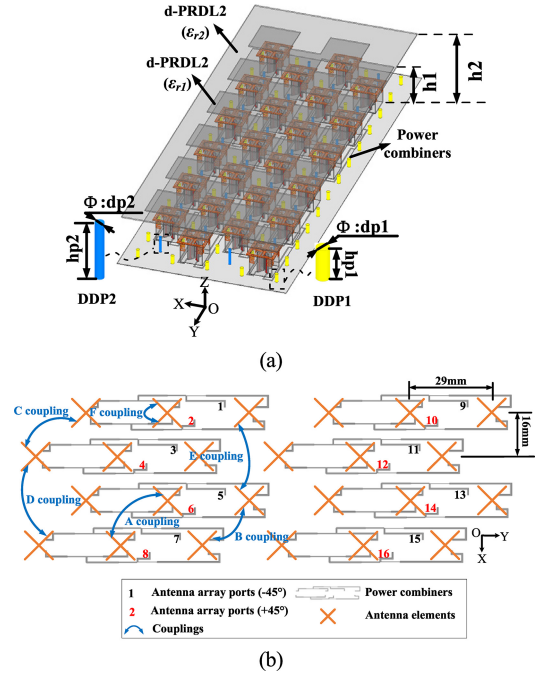 d-PRDL2
(εr2)
d-PRDL2
(εr1)
h1
h2
Power
combiners
Φ:dp2
Φ:dp1
hp2
hp1
DDP2
DDP1
Z
X
O
Y
(a)
C coupling
F coupling
1
2
29mm
9
10
16mm
3
4
E coupling
11
12
D coupling
5
6
A coupling
13
14
7
8
B coupling
15
16
O
Y
X
1 Antenna array ports (-45°)
Power combiners
2 Antenna array ports (+45°)
Antenna elements
Couplings
(b)